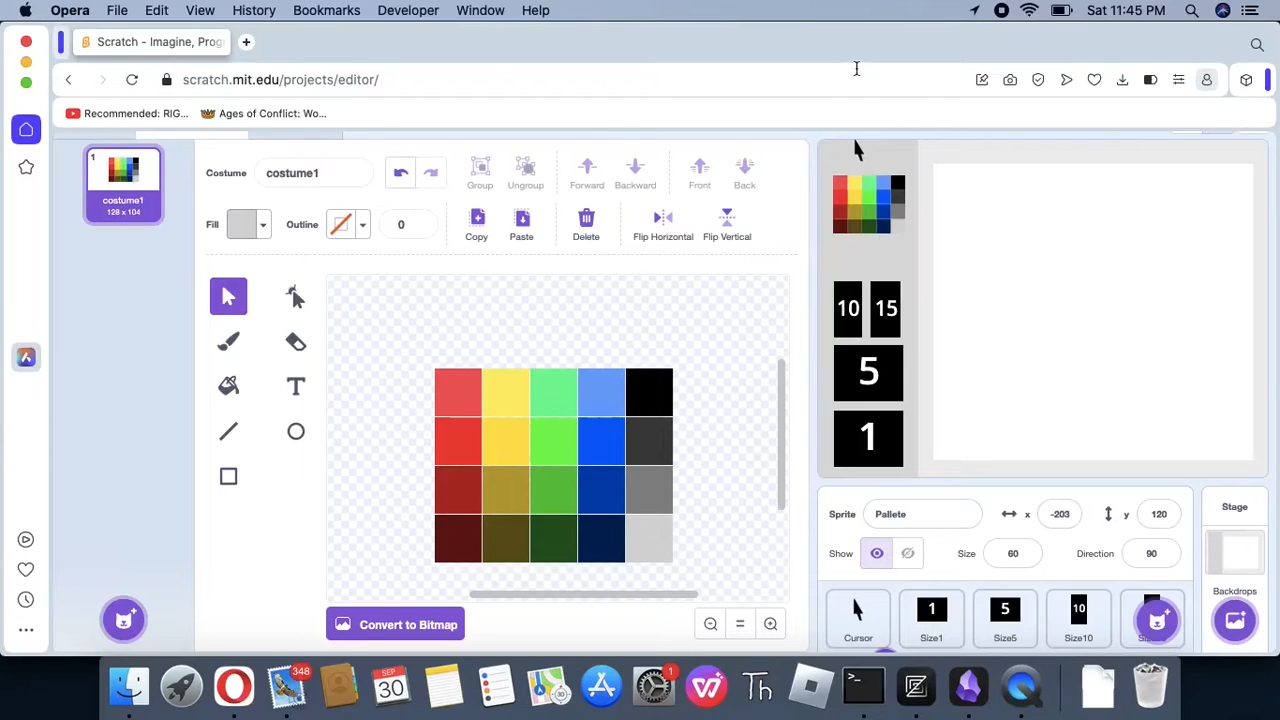 Opera File Edit View History Bookmarks Developer Window Help Sat 11:45 PM
Scratch - Imagine, Prog
scratch.mit.edu/projects/editor/
Recommended: RIG... Ages of Conflict: Wo...
1
costume1
128 x 104
Costume costume1
Group Ungroup Forward Backward Front Back
Fill Outline 0
Copy Paste Delete Flip Horizontal Flip Vertical
Convert to Bitmap
10 15
5
1
Sprite Pallete x -203 y 120
Show Size 60 Direction 90
Stage
Backdrops
Cursor
1
Size1
5
Size5
10
Size10
348
SEP
30
1
Th